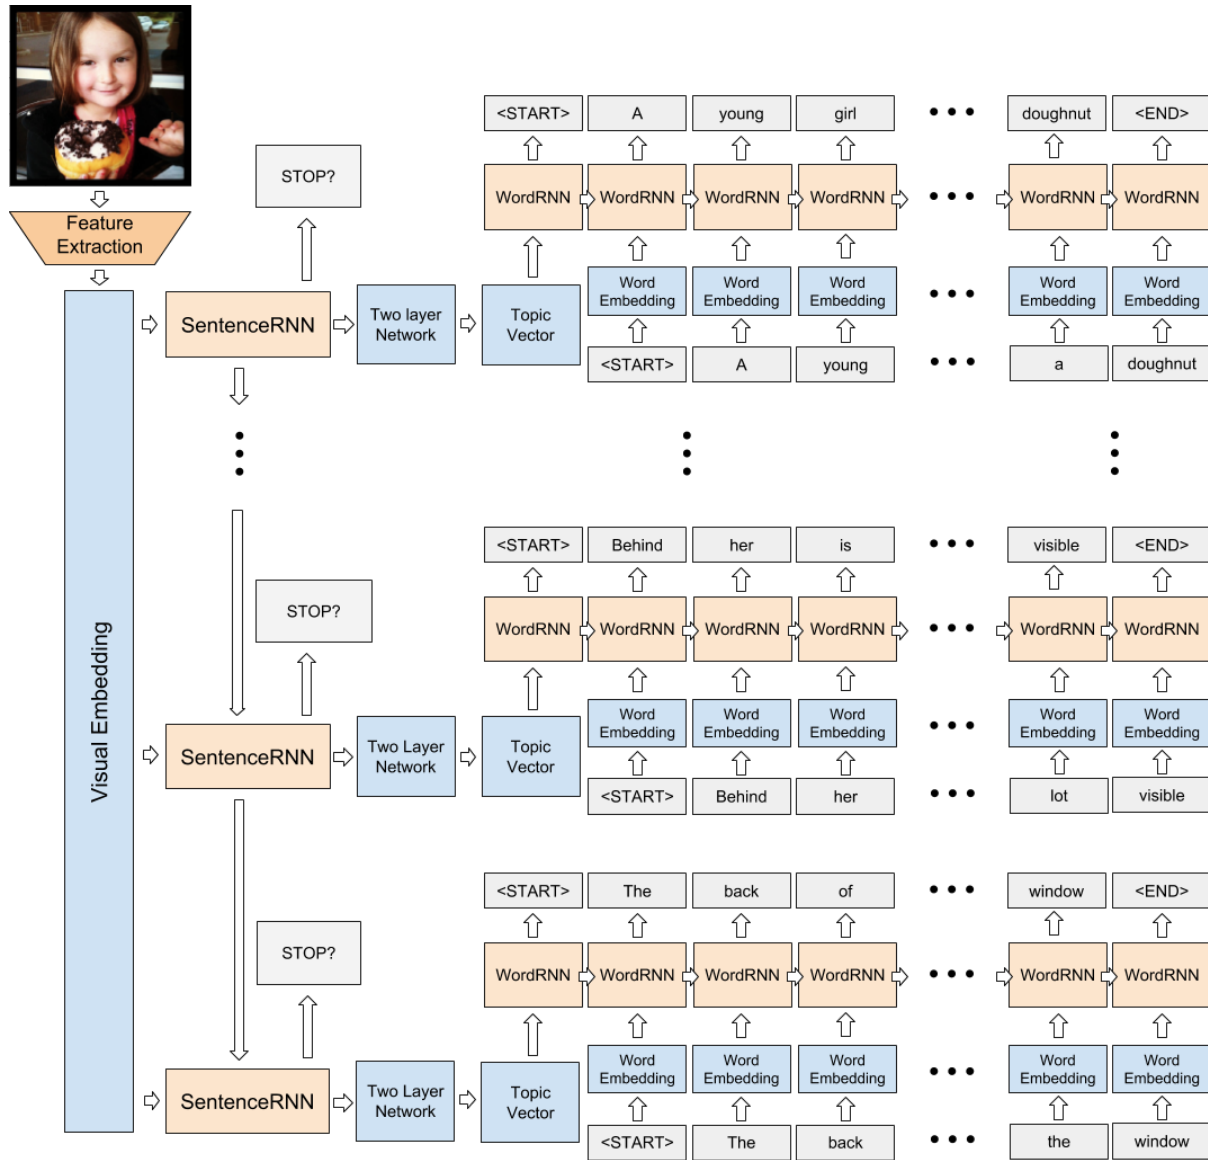 <START> A young girl doughnut <END>
STOP?
WordRNN WordRNN WordRNN WordRNN WordRNN WordRNN
Feature
Extraction
Word
Embedding
Word
Embedding
Word
Embedding
Word
Embedding
Word
Embedding
SentenceRNN
Two layer
Network
Topic
Vector
<START> A young a doughnut
<START> Behind her is visible <END>
STOP?
WordRNN WordRNN WordRNN WordRNN WordRNN WordRNN
Visual Embedding
Word
Embedding
Word
Embedding
Word
Embedding
Word
Embedding
Word
Embedding
SentenceRNN
Two Layer
Network
Topic
Vector
<START> Behind her lot visible
<START> The back of window <END>
STOP?
WordRNN WordRNN WordRNN WordRNN WordRNN WordRNN
Word
Embedding
Word
Embedding
Word
Embedding
Word
Embedding
Word
Embedding
SentenceRNN
Two Layer
Network
Topic
Vector
<START> The back the window